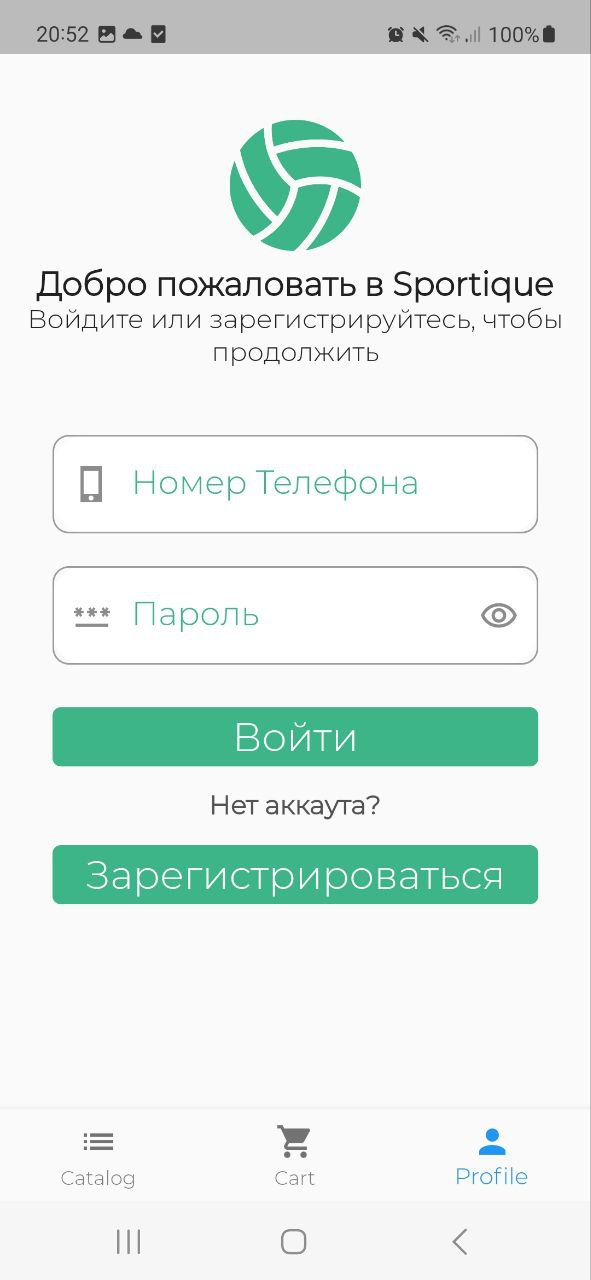 20:52
100%
Добро пожаловать в Sportique
Войдите или зарегистрируйтесь, чтобы
продолжить
Номер Телефона
***
Пароль
Войти
Нет аккаута?
Зарегистрироваться
Catalog
Cart
Profile